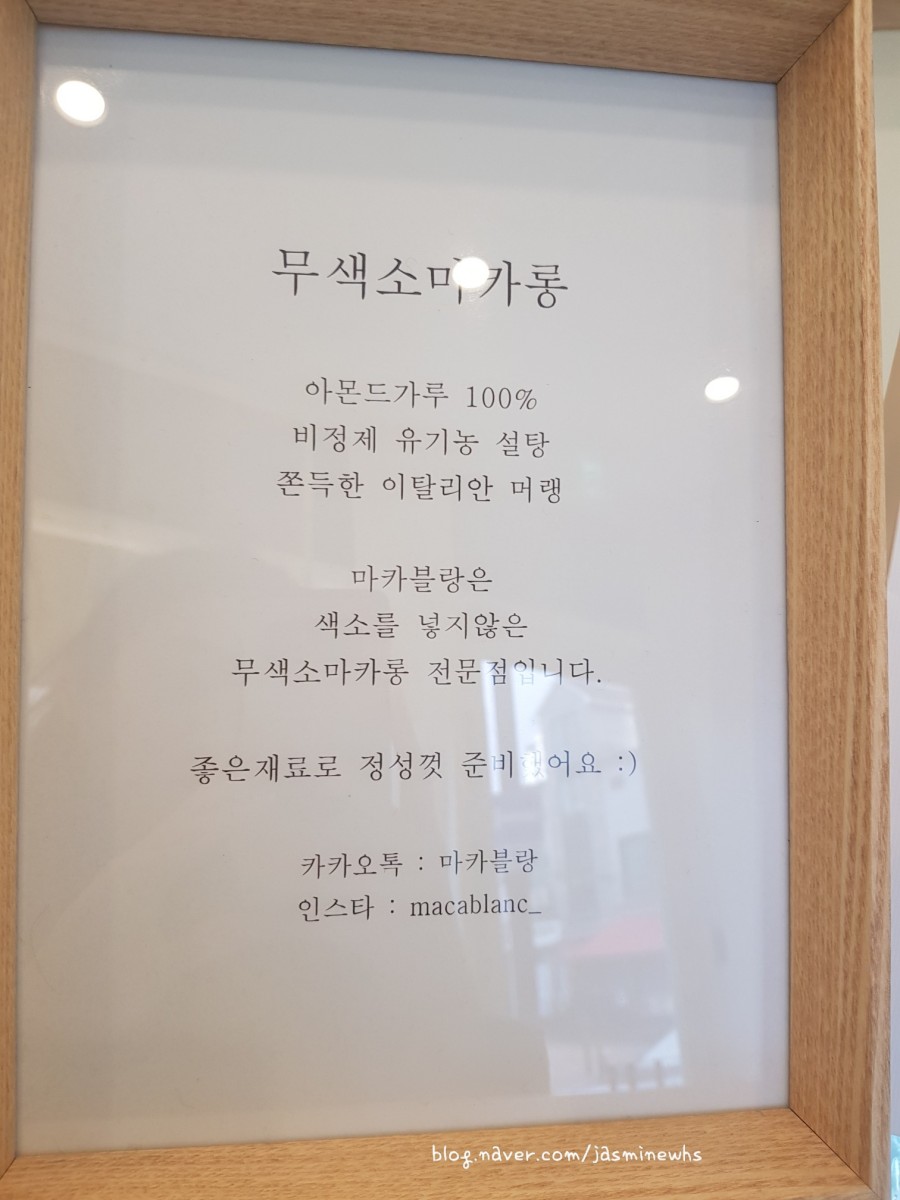 무색소마카롱
아몬드가루 100%
비정제 유기농 설탕
쫀득한 이탈리안 머랭
마카블랑은
색소를 넣지않은
무색소마카롱 전문점입니다.
좋은재료로 정성껏 준비했어요 :)
카카오톡 : 마카블랑
인스타 : macablanc_
blog.naver.com/jasminewhs